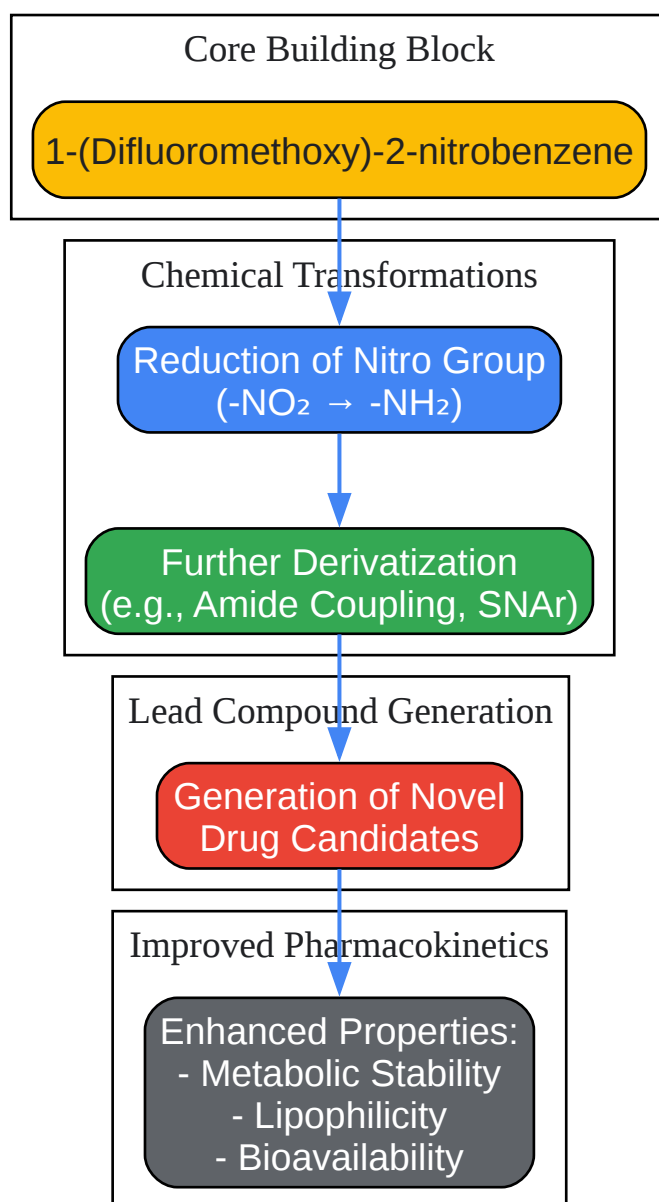 Core Building Block
1-(Difluoromethoxy)-2-nitrobenzene
Chemical Transformations
Reduction of Nitro Group
(-NO₂ → -NH₂)
Further Derivatization
(e.g., Amide Coupling, SNAr)
Lead Compound Generation
Generation of Novel
Drug Candidates
Improved Pharmacokinetics
Enhanced Properties:
- Metabolic Stability
- Lipophilicity
- Bioavailability